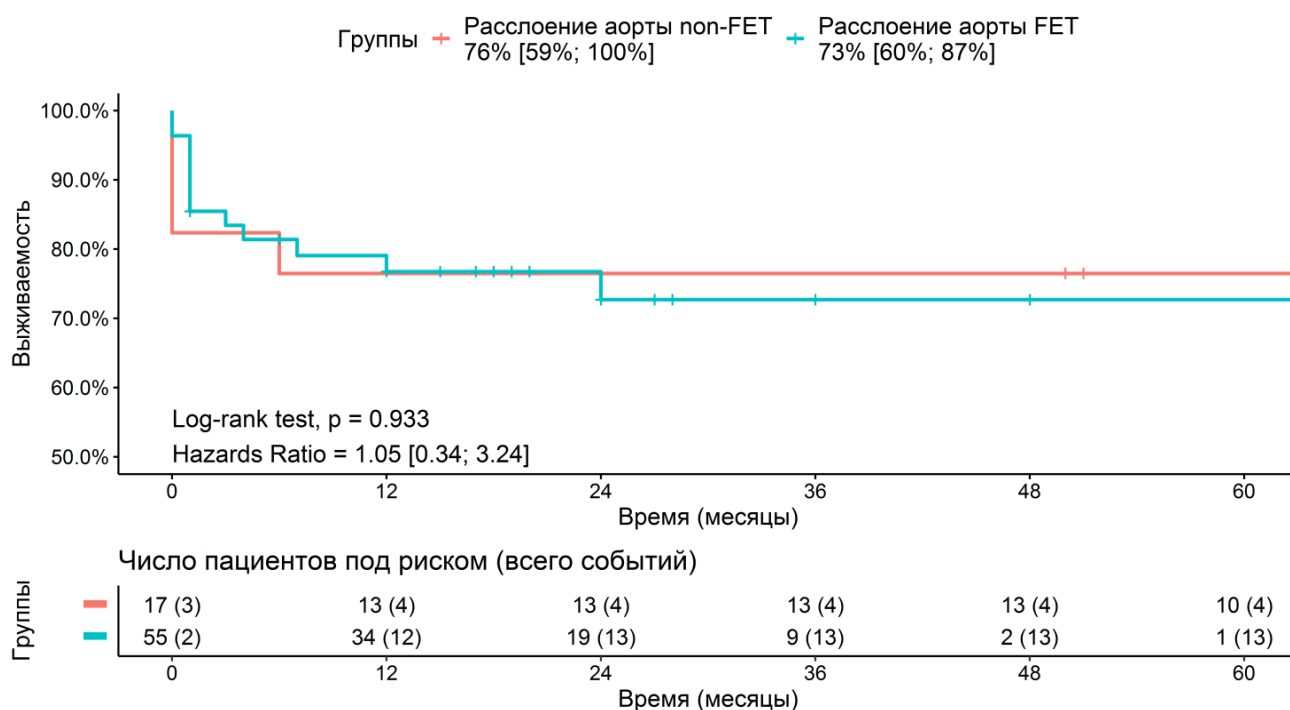 Группы
Расслоение аорты non-FET
76% [59%; 100%]
Расслоение аорты FET
73% [60%; 87%]
Выживаемость
100.0%
90.0%
80.0%
70.0%
60.0%
50.0%
Log-rank test, p = 0.933
Hazards Ratio = 1.05 [0.34; 3.24]
0 12 24 36 48 60
Время (месяцы)
Число пациентов под риском (всего событий)
Группы
17 (3) 13 (4) 13 (4) 13 (4) 13 (4) 10 (4)
55 (2) 34 (12) 19 (13) 9 (13) 2 (13) 1 (13)
0 12 24 36 48 60
Время (месяцы)